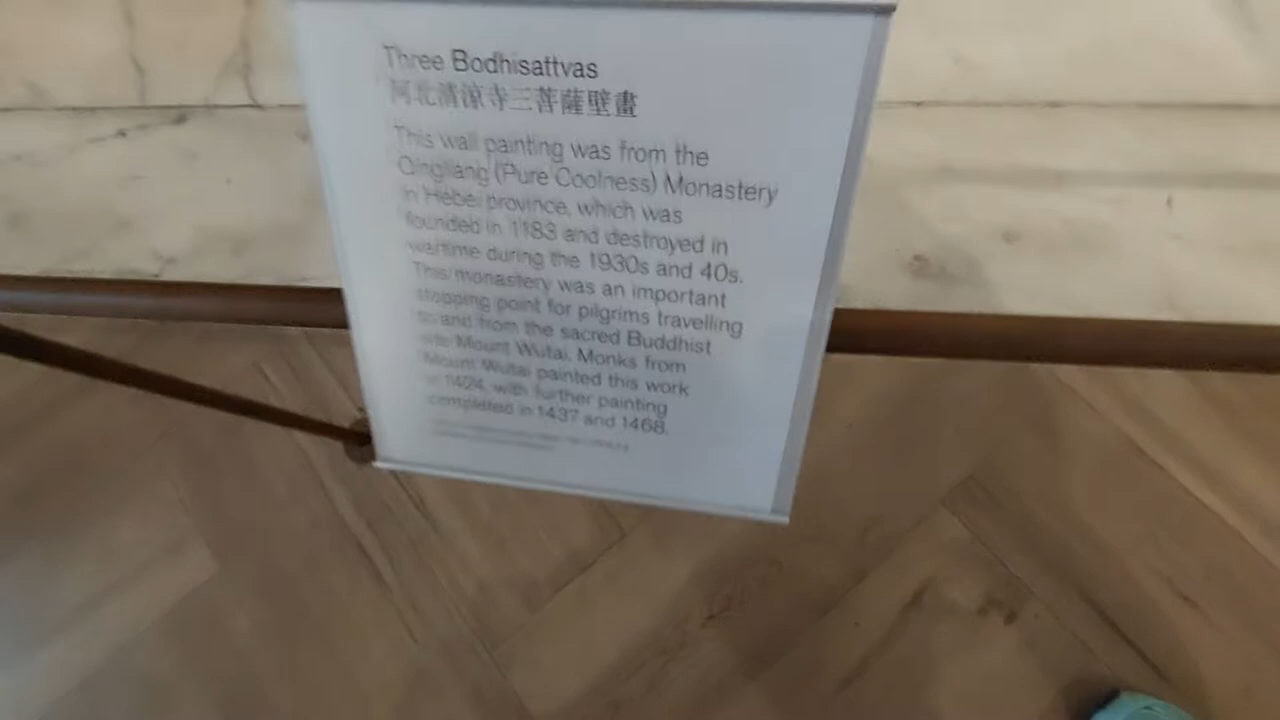 Three Bodhisattvas
河北清涼寺三菩薩壁畫
This wall painting was from the
Qingliang (Pure Coolness) Monastery
in Hebei province, which was
founded in 1183 and destroyed in
wartime during the 1930s and 40s.
This monastery was an important
stopping point for pilgrims travelling
to and from the sacred Buddhist
site Mount Wutai. Monks from
Mount Wutai painted this work
in 1424, with further painting
completed in 1437 and 1468.